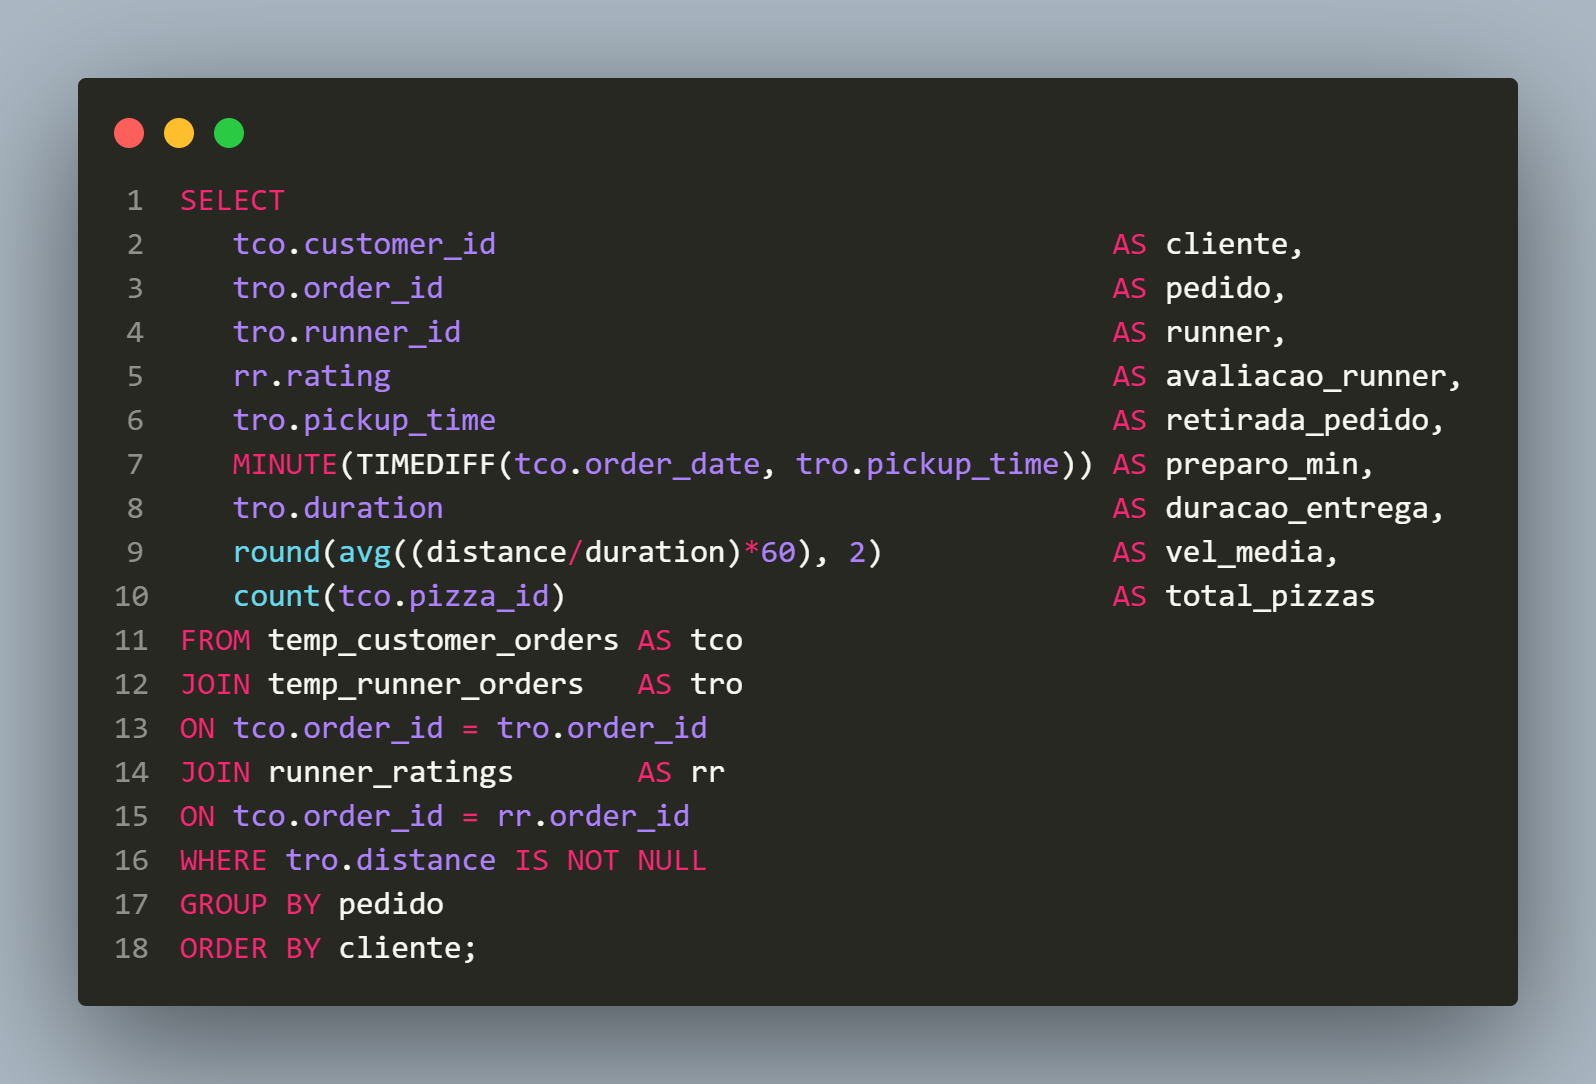 1 SELECT
2    tco.customer_id                                   AS cliente,
3    tro.order_id                                      AS pedido,
4    tro.runner_id                                     AS runner,
5    rr.rating                                         AS avaliacao_runner,
6    tro.pickup_time                                   AS retirada_pedido,
7    MINUTE(TIMEDIFF(tco.order_date, tro.pickup_time)) AS preparo_min,
8    tro.duration                                      AS duracao_entrega,
9    round(avg((distance/duration)*60), 2)             AS vel_media,
10    count(tco.pizza_id)                               AS total_pizzas
11 FROM temp_customer_orders AS tco
12 JOIN temp_runner_orders   AS tro
13 ON tco.order_id = tro.order_id
14 JOIN runner_ratings       AS rr
15 ON tco.order_id = rr.order_id
16 WHERE tro.distance IS NOT NULL
17 GROUP BY pedido
18 ORDER BY cliente;